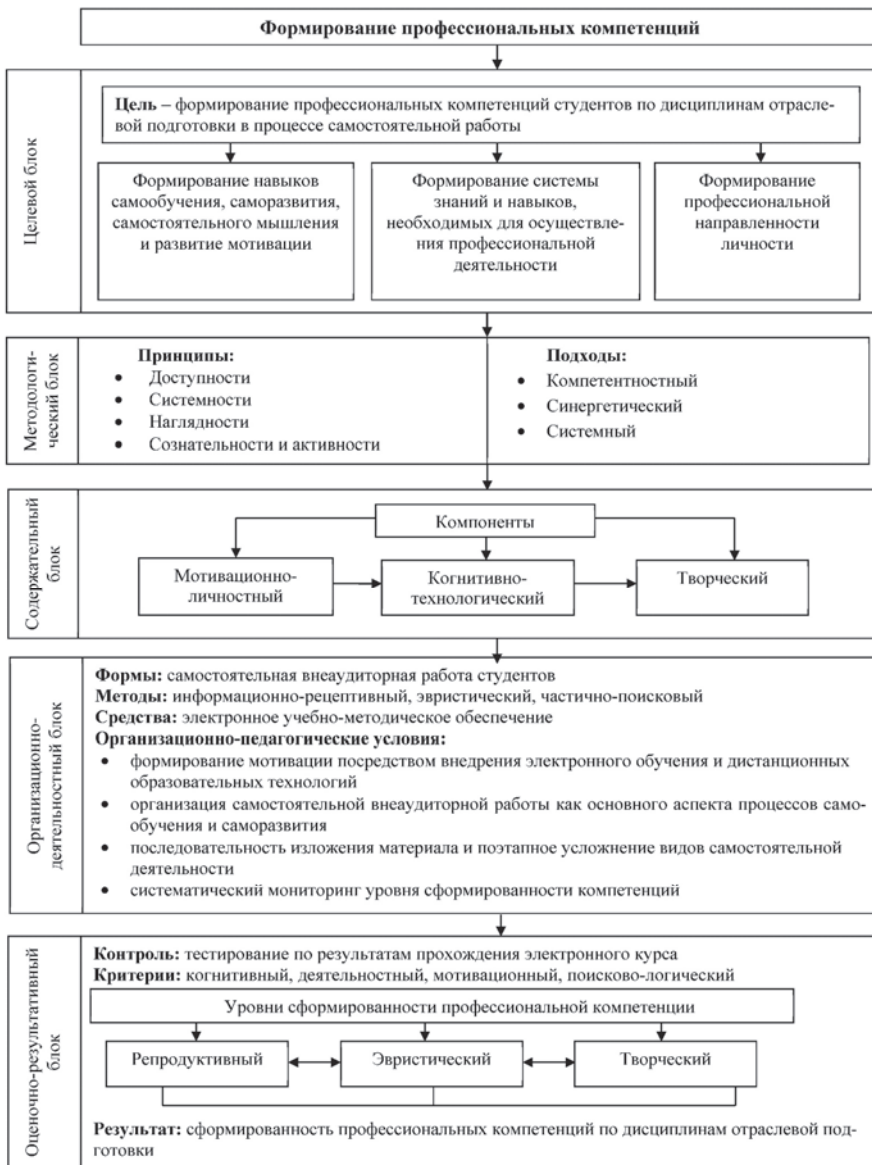 Формирование профессиональных компетенций
Целевой блок
Цель – формирование профессиональных компетенций студентов по дисциплинам отрасле-
вой подготовки в процессе самостоятельной работы
Формирование навыков
самообучения, саморазвития,
самостоятельного мышления
и развитие мотивации
Формирование системы
знаний и навыков,
необходимых для осуществле-
ния профессиональной
деятельности
Формирование
профессиональной
направленности
личности
Методологи-
ческий блок
Принципы:
• Доступности
• Системности
• Наглядности
• Сознательности и активности
Подходы:
• Компетентностный
• Синергетический
• Системный
Содержательный
блок
Компоненты
Мотивационно-
личностный
Когнитивно-
технологический
Творческий
Организационно-
деятельностный блок
Формы: самостоятельная внеаудиторная работа студентов
Методы: информационно-рецептивный, эвристический, частично-поисковый
Средства: электронное учебно-методическое обеспечение
Организационно-педагогические условия:
• формирование мотивации посредством внедрения электронного обучения и дистанционных
образовательных технологий
• организация самостоятельной внеаудиторной работы как основного аспекта процессов само-
обучения и саморазвития
• последовательность изложения материала и поэтапное усложнение видов самостоятельной
деятельности
• систематический мониторинг уровня сформированности компетенций
Оценочно-результативный
блок
Контроль: тестирование по результатам прохождения электронного курса
Критерии: когнитивный, деятельностный, мотивационный, поисково-логический
Уровни сформированности профессиональной компетенции
Репродуктивный
Эвристический
Творческий
Результат: сформированность профессиональных компетенций по дисциплинам отраслевой под-
готовки